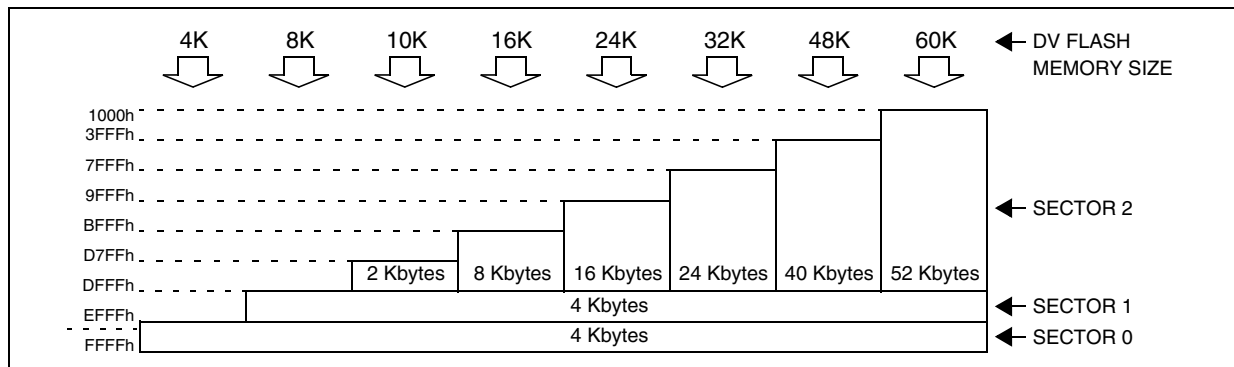 4K 8K 10K 16K 24K 32K 48K 60K DV FLASH
MEMORY SIZE
1000h
3FFFh
7FFFh
9FFFh
SECTOR 2
BFFFh
D7FFh
2 Kbytes 8 Kbytes 16 Kbytes 24 Kbytes 40 Kbytes 52 Kbytes
DFFFh
4 Kbytes SECTOR 1
EFFFh
4 Kbytes SECTOR 0
FFFFh